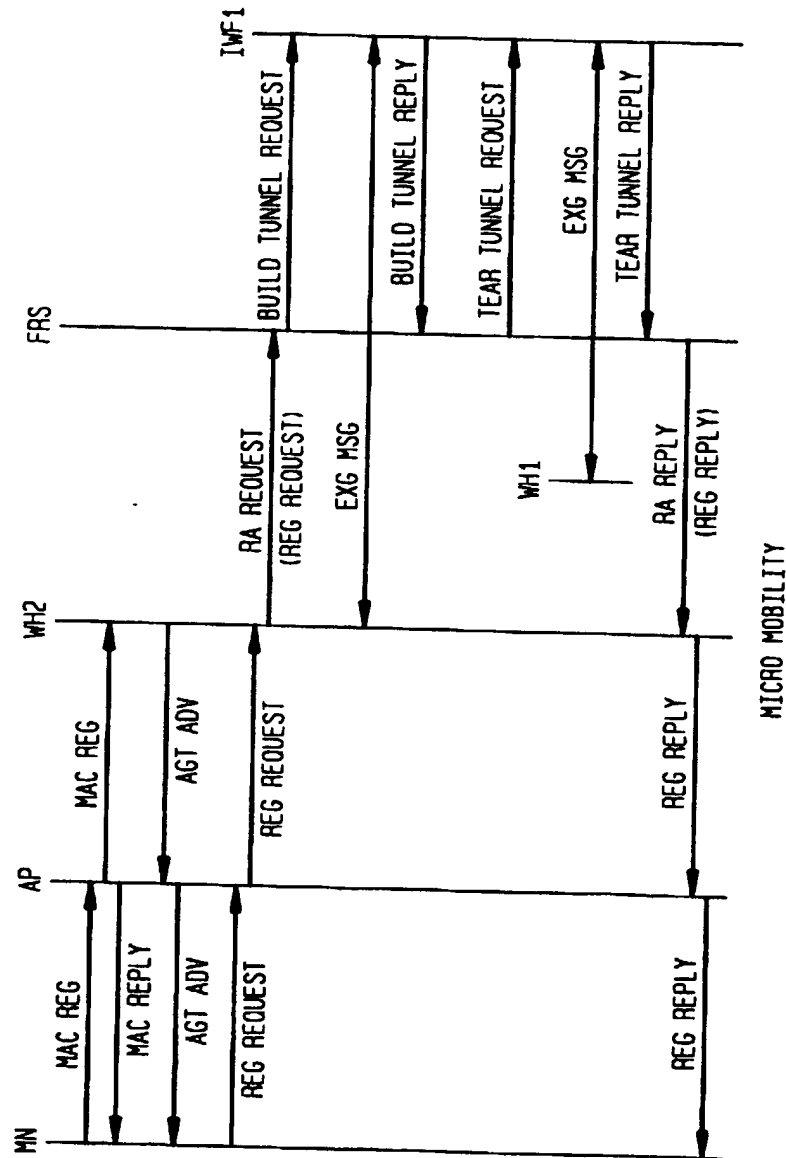 MN
AP
WH2
FRS
IWF1
MAC REG
MAC REG
MAC REPLY
AGT ADV
AGT ADV
REG REQUEST
REG REQUEST
RA REQUEST
(REG REQUEST)
BUILD TUNNEL REQUEST
EXG MSG
BUILD TUNNEL REPLY
TEAR TUNNEL REQUEST
WH1
EXG MSG
TEAR TUNNEL REPLY
RA REPLY
(REG REPLY)
REG REPLY
REG REPLY
MICRO MOBILITY